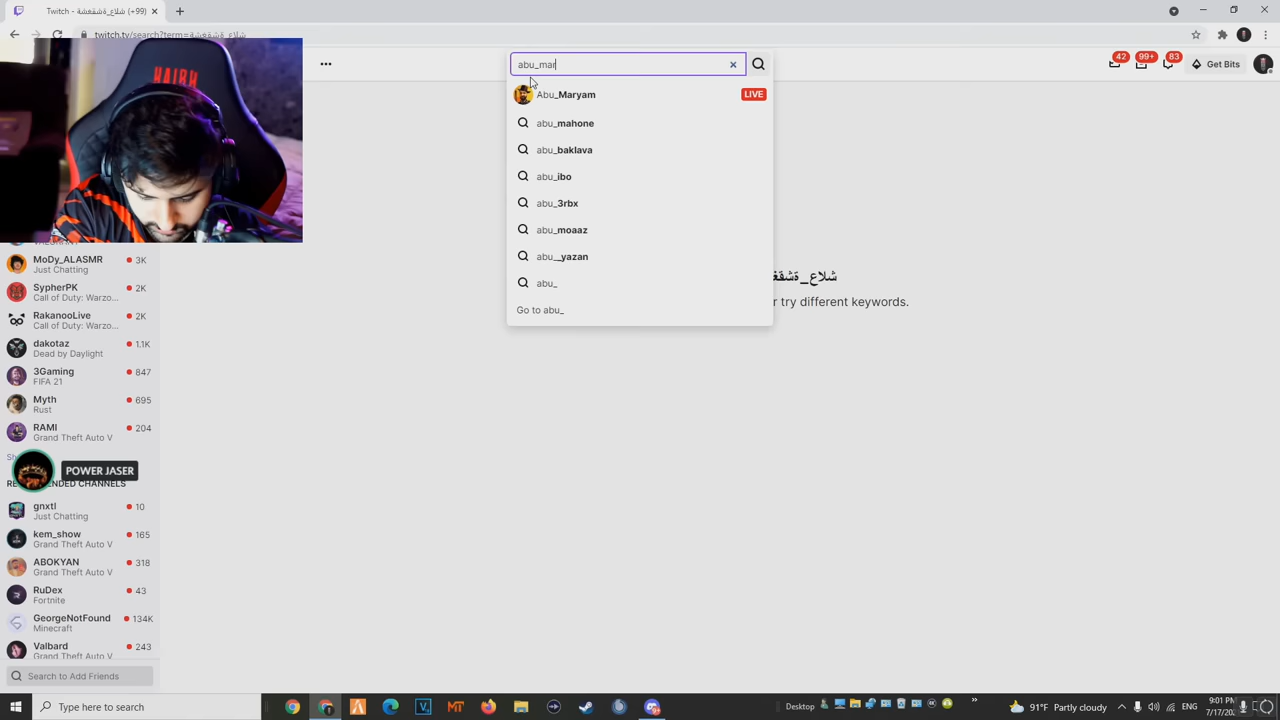 (99+) Twitch -
twitch.tv/search?term=شلاع_ةشقغشة
HAIBH
abu_mar
42
99+
83
Get Bits
Abu_Maryam
LIVE
abu_mahone
abu_baklava
abu_ibo
abu_3rbx
abu_moaaz
abu__yazan
abu_
Go to abu_
r try different keywords.
MoDy_ALASMR
3K
Just Chatting
SypherPK
2K
Call of Duty: Warzo...
RakanooLive
2K
Call of Duty: Warzo...
dakotaz
1.1K
Dead by Daylight
3Gaming
847
FIFA 21
Myth
695
Rust
RAMI
204
Grand Theft Auto V
POWER JASER
gnxtl
10
Just Chatting
kem_show
165
Grand Theft Auto V
ABOKYAN
318
Grand Theft Auto V
RuDex
43
Fortnite
GeorgeNotFound
134K
Minecraft
Valbard
243
Grand Theft Auto V
Search to Add Friends
Type here to search
Desktop
91°F Partly cloudy
9:01 PM